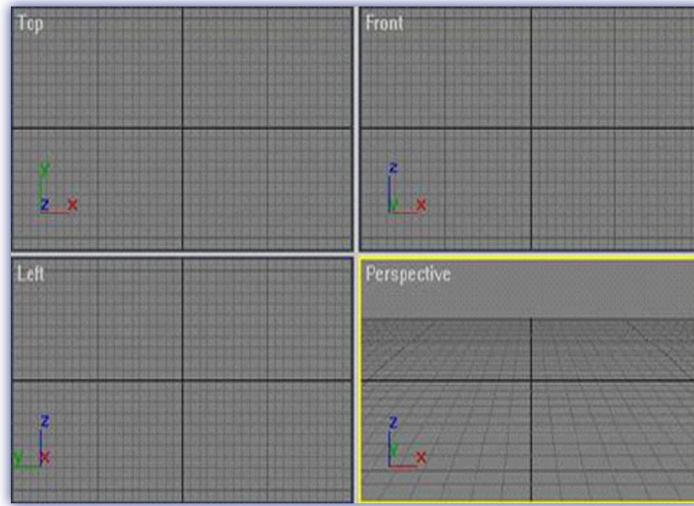 Top
y
z x
Front
z
y x
Left
z
y x
Perspective
z
y
x